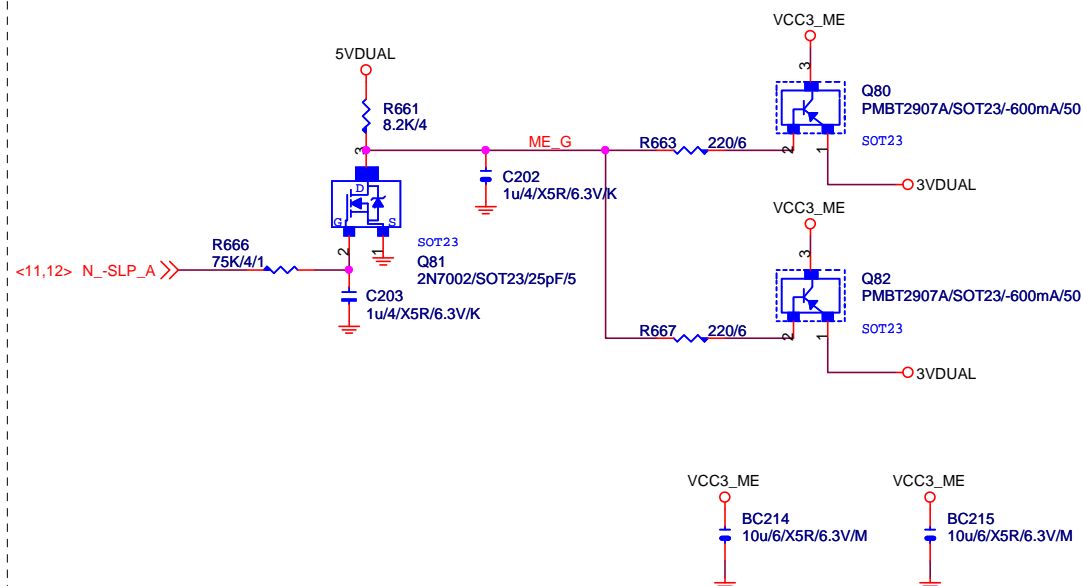 VCC3_ME
3
Q80
PMBT2907A/SOT23/-600mA/50
SOT23
2
1
3VDUAL
5VDUAL
R661
8.2K/4
3
D
G
S
2
1
SOT23
Q81
2N7002/SOT23/25pF/5
ME_G
C202
1u/4/X5R/6.3V/K
R663 220/6
<11,12> N_-SLP_A
R666
75K/4/1
C203
1u/4/X5R/6.3V/K
VCC3_ME
3
Q82
PMBT2907A/SOT23/-600mA/50
SOT23
2
1
R667 220/6
3VDUAL
VCC3_ME
BC214
10u/6/X5R/6.3V/M
VCC3_ME
BC215
10u/6/X5R/6.3V/M